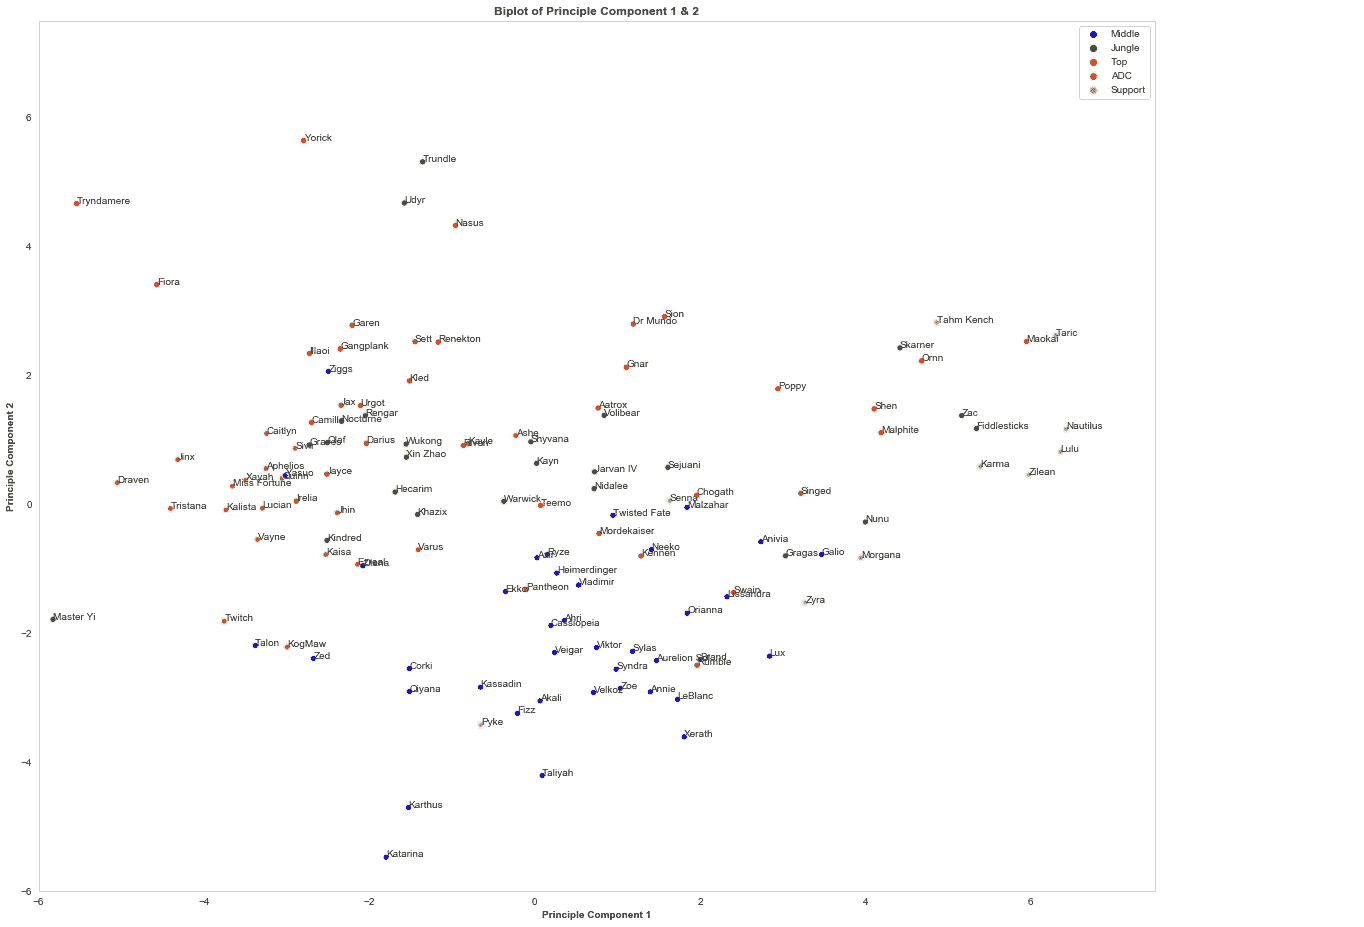 Biplot of Principle Component 1 & 2
Middle
Jungle
Top
ADC
Support
6
4
2
0
−2
−4
−6
Principle Component 2
Yorick
Trundle
Tryndamere
Udyr
Nasus
Fiora
Garen
Dr Mundo
Sion
Tahm Kench
Taric
Maokai
Skarner
Ornn
Sett
Renekton
Gangplank
Illaoi
Ziggs
Gnar
Kled
Poppy
Jax
Urgot
Rengar
Aatrox
Volibear
Shen
Zac
Camille
Nocturne
Malphite
Fiddlesticks
Nautilus
Caitlyn
Sivir
Graves
Olaf
Darius
Wukong
Kayle
Ashe
Shyvana
Lulu
Jinx
Xin Zhao
Kayn
Aphelios
Yasuo
Quinn
Jayce
Jarvan IV
Sejuani
Karma
Zilean
Draven
Xayah
Miss Fortune
Hecarim
Nidalee
Chogath
Singed
Tristana
Kalista
Lucian
Irelia
Jhin
Warwick
Teemo
Senna
Malzahar
Khazix
Twisted Fate
Nunu
Vayne
Kindred
Mordekaiser
Anivia
Kaisa
Varus
Ryze
Neeko
Kennen
Gragas
Galio
Morgana
Diana
Heimerdinger
Ekko
Pantheon
Vladimir
Swain
Lissandra
Zyra
Master Yi
Twitch
Ahri
Cassiopeia
Orianna
Talon
KogMaw
Zed
Veigar
Viktor
Sylas
Aurelion Sol
Brand
Rumble
Lux
Corki
Syndra
Qiyana
Kassadin
Velkoz
Zoe
Annie
LeBlanc
Akali
Fizz
Pyke
Xerath
Taliyah
Karthus
Katarina
−6
−4
−2
0
2
4
6
Principle Component 1